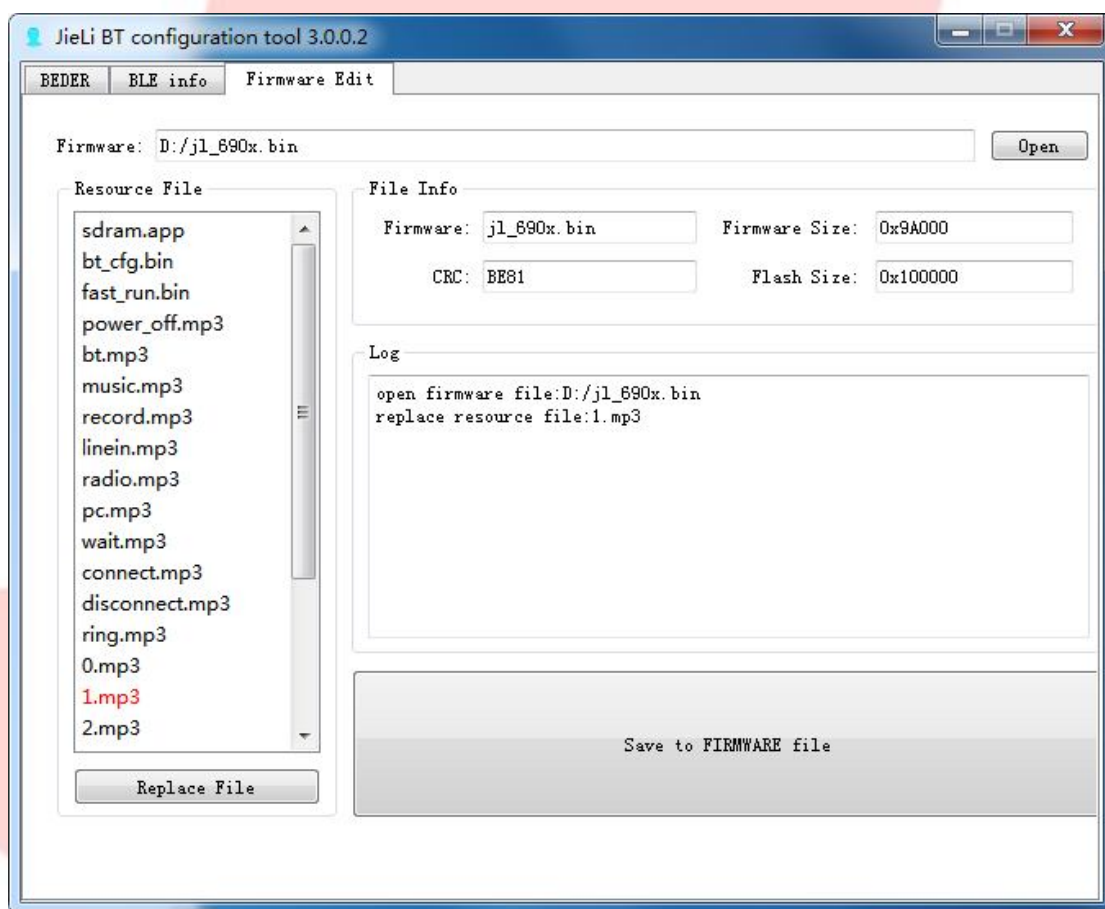 JieLi BT configuration tool 3.0.0.2
BEDER
BLE info
Firmware Edit
Firmware: D:/jl_690x.bin
Open
Resource File
sdram.app
bt_cfg.bin
fast_run.bin
power_off.mp3
bt.mp3
music.mp3
record.mp3
linein.mp3
radio.mp3
pc.mp3
wait.mp3
connect.mp3
disconnect.mp3
ring.mp3
0.mp3
1.mp3
2.mp3
Replace File
File Info
Firmware: jl_690x.bin
Firmware Size: 0x9A000
CRC: BE81
Flash Size: 0x100000
Log
open firmware file:D:/jl_690x.bin
replace resource file:1.mp3
Save to FIRMWARE file